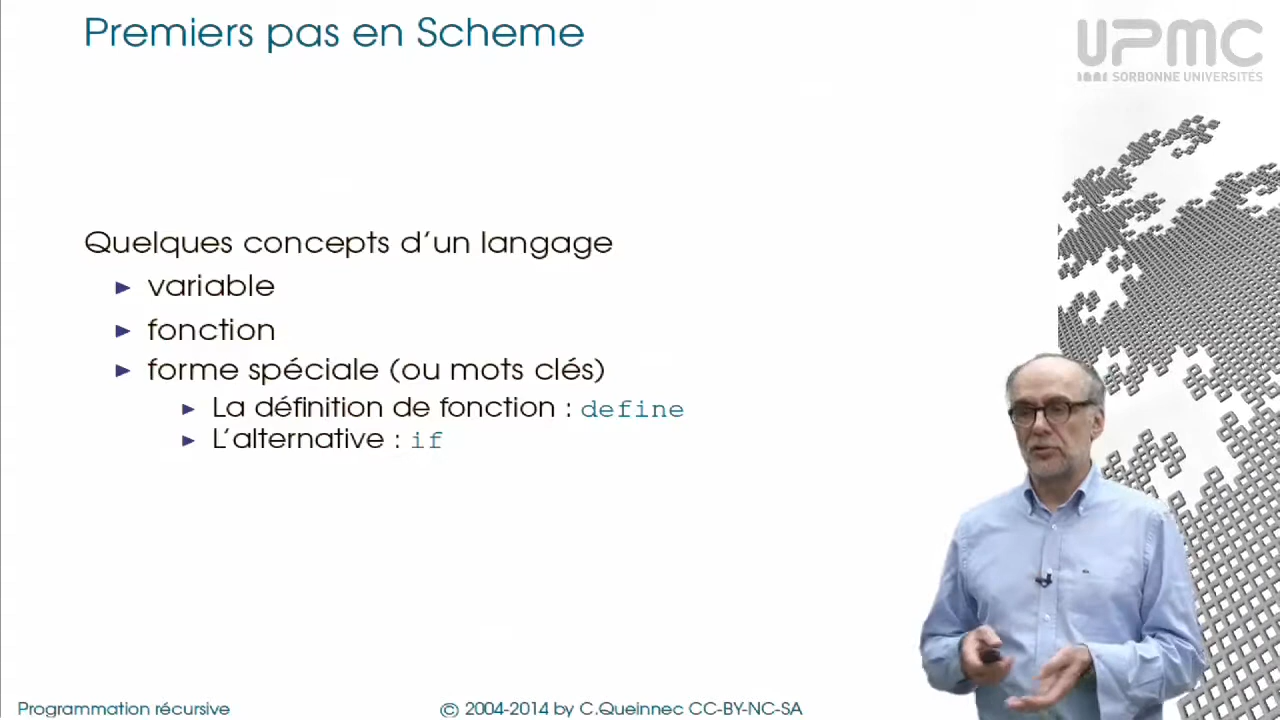 Premiers pas en Scheme
UPMC
SORBONNE UNIVERSITÉS
Quelques concepts d'un langage
► variable
► fonction
► forme spéciale (ou mots clés)
► La définition de fonction : define
► L'alternative : if
Programmation récursive
© 2004-2014 by C.Queinnec CC-BY-NC-SA